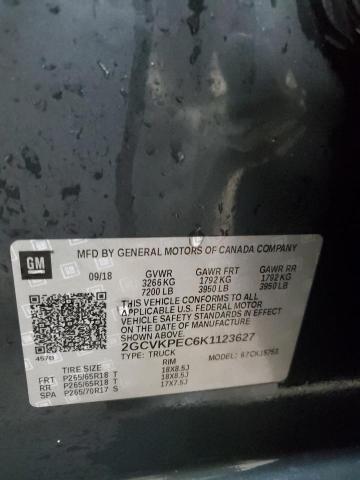 GM
MFD BY GENERAL MOTORS OF CANADA COMPANY
09/18 GVWR GAWR FRT GAWR RR
3266 KG 1792 KG 1792 KG
7200 LB 3950 LB 3950 LB
THIS VEHICLE CONFORMS TO ALL APPLICABLE
U.S. FEDERAL MOTOR VEHICLE SAFETY
STANDARDS IN EFFECT ON THE DATE OF MANUFACTURE
SHOWN ABOVE.
2GCVKPEC6K1123627
TYPE: TRUCK MODEL:
4578
TIRE SIZE RIM
FRT P265/65R18 T 18X8.5J
RR P265/65R18 T 18X8.5J
SPA P265/70R17 S 17X7.5J